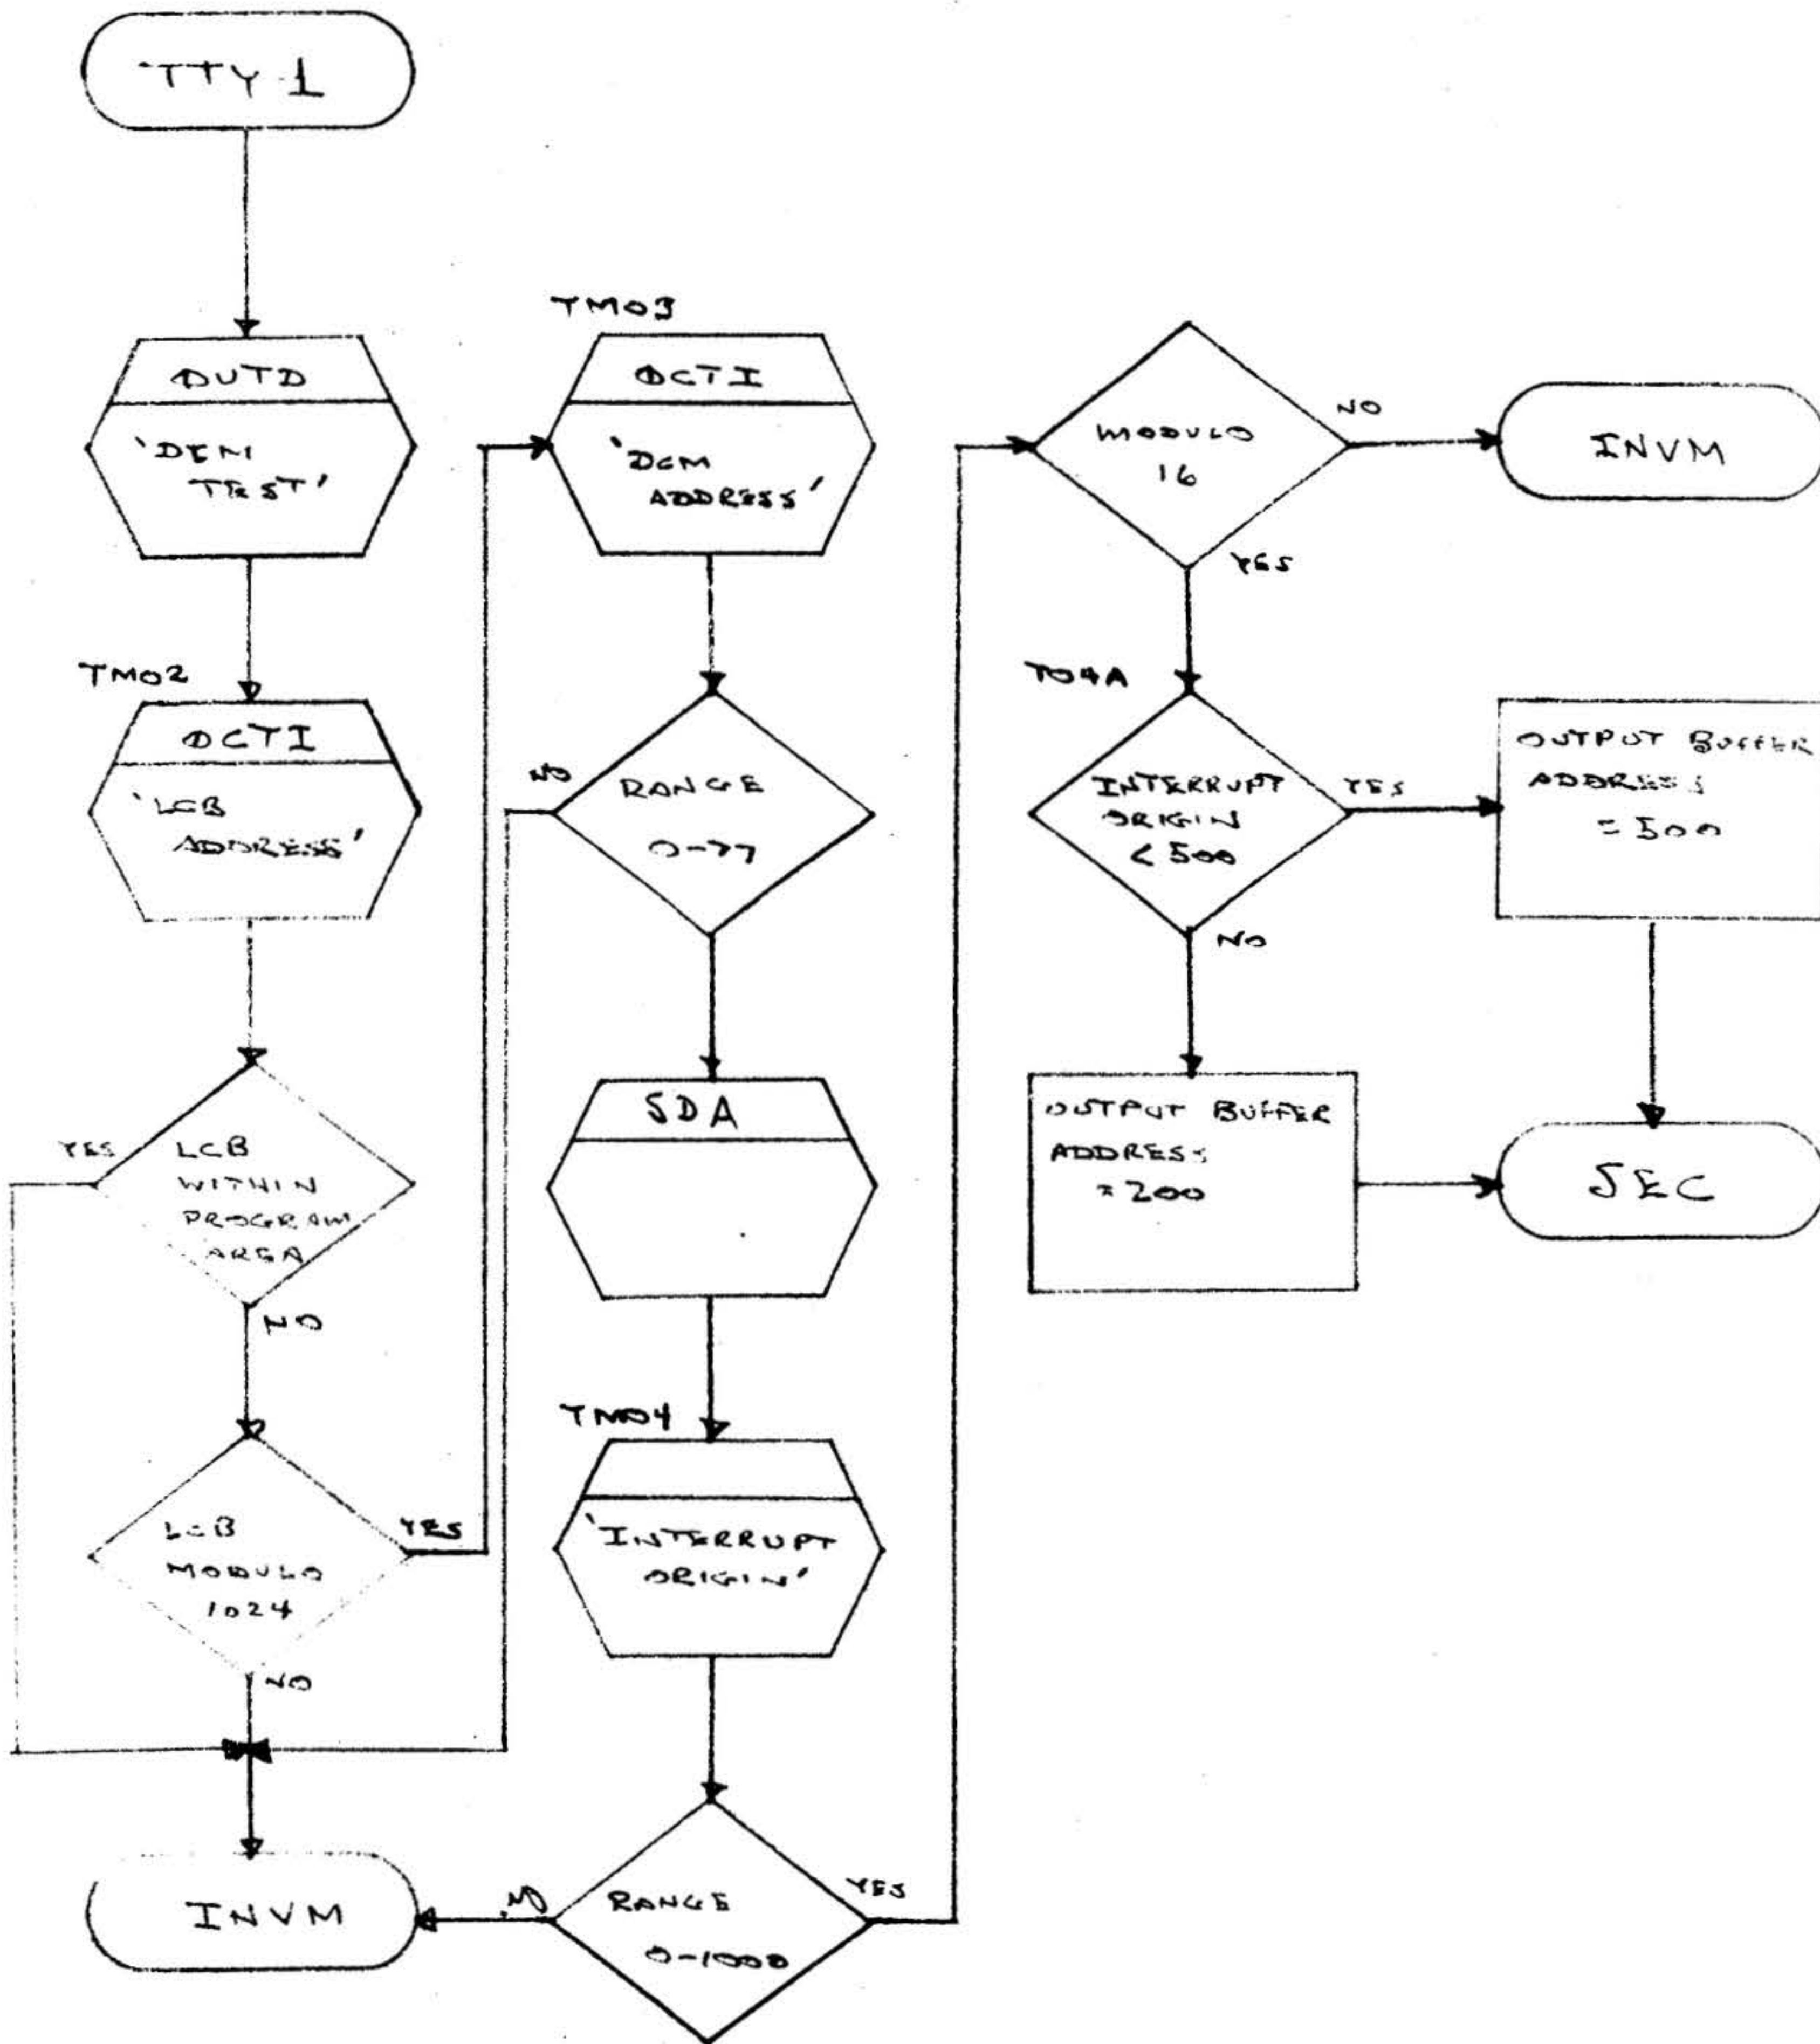 TTY 1
OUTD
'DCM
TEST'
TM02
OCTI
'LCB
ADDRESS'
YES
LCB
WITHIN
PROGRAM
AREA
NO
LCB
MODULO
1024
YES
NO
INVM
TM03
OCTI
'DCM
ADDRESS'
NO
RANGE
0-77
SDA
TM04
'INTERRUPT
ORIGIN'
NO
RANGE
0-1000
YES
MODULO
16
NO
INVM
YES
T04A
INTERRUPT
ORIGIN
< 500
YES
OUTPUT BUFFER
ADDRESS
= 500
NO
OUTPUT BUFFER
ADDRESS
= 200
SEC